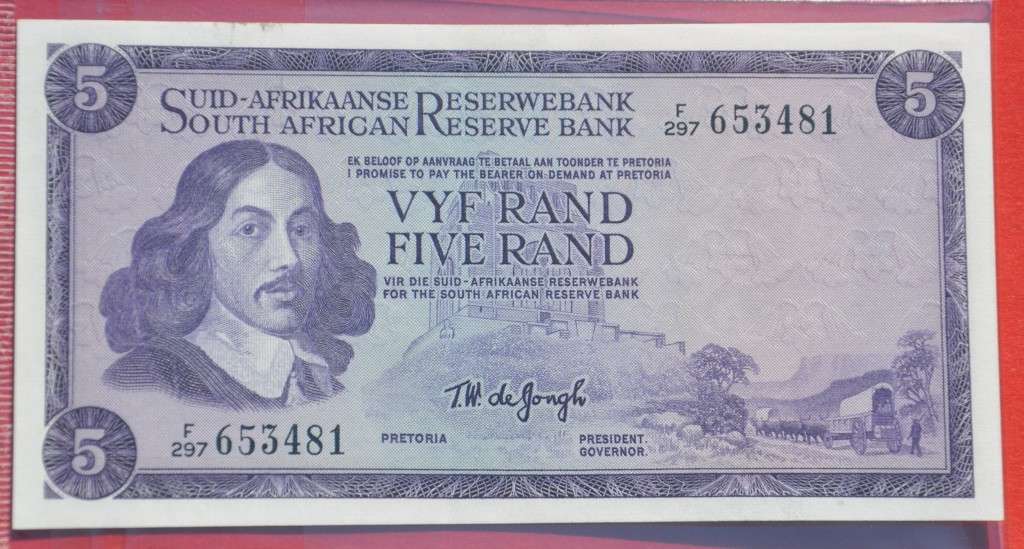 5
5
SUID-AFRIKAANSE RESERWEBANK
SOUTH AFRICAN RESERVE BANK
F/297 653481
EK BELOOF OP AANVRAAG TE BETAAL AAN TOONDER TE PRETORIA
I PROMISE TO PAY THE BEARER ON DEMAND AT PRETORIA
VYF RAND
FIVE RAND
VIR DIE SUID-AFRIKAANSE RESERWEBANK
FOR THE SOUTH AFRICAN RESERVE BANK
T.W. de Jongh
F/297 653481
PRETORIA
PRESIDENT.
GOVERNOR.
5